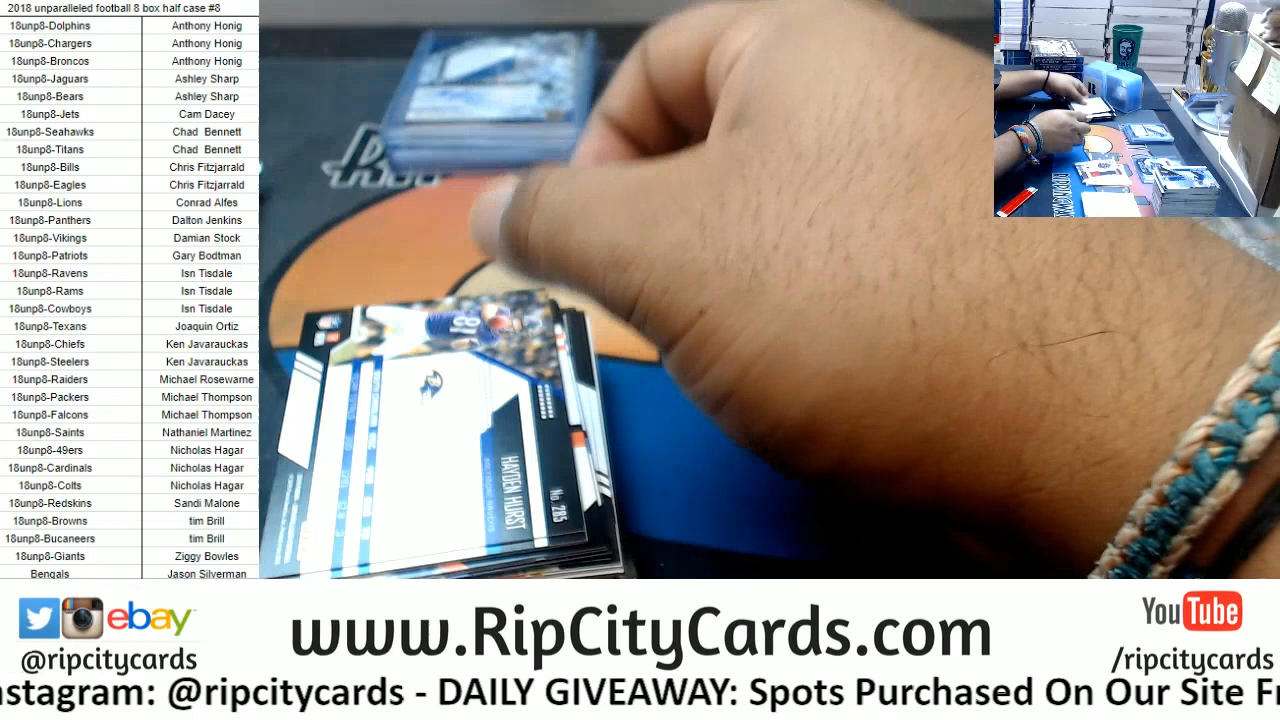 2018 unparalleled football 8 box half case #8
18unp8-Dolphins Anthony Honig
18unp8-Chargers Anthony Honig
18unp8-Broncos Anthony Honig
18unp8-Jaguars Ashley Sharp
18unp8-Bears Ashley Sharp
18unp8-Jets Cam Dacey
18unp8-Seahawks Chad Bennett
18unp8-Titans Chad Bennett
18unp8-Bills Chris Fitzjarrald
18unp8-Eagles Chris Fitzjarrald
18unp8-Lions Conrad Alfes
18unp8-Panthers Dalton Jenkins
18unp8-Vikings Damian Stock
18unp8-Patriots Gary Bodtman
18unp8-Ravens Isn Tisdale
18unp8-Rams Isn Tisdale
18unp8-Cowboys Isn Tisdale
18unp8-Texans Joaquin Ortiz
18unp8-Chiefs Ken Javarauckas
18unp8-Steelers Ken Javarauckas
18unp8-Raiders Michael Rosewarne
18unp8-Packers Michael Thompson
18unp8-Falcons Michael Thompson
18unp8-Saints Nathaniel Martinez
18unp8-49ers Nicholas Hagar
18unp8-Cardinals Nicholas Hagar
18unp8-Colts Nicholas Hagar
18unp8-Redskins Sandi Malone
18unp8-Browns tim Brill
18unp8-Bucaneers tim Brill
18unp8-Giants Ziggy Bowles
Bengals Jason Silverman
81
HAYDEN HURST
BALTIMORE RAVENS
No. 285
ebay
@ripcitycards
www.RipCityCards.com
YouTube
/ripcitycards
nstagram: @ripcitycards - DAILY GIVEAWAY: Spots Purchased On Our Site Fr